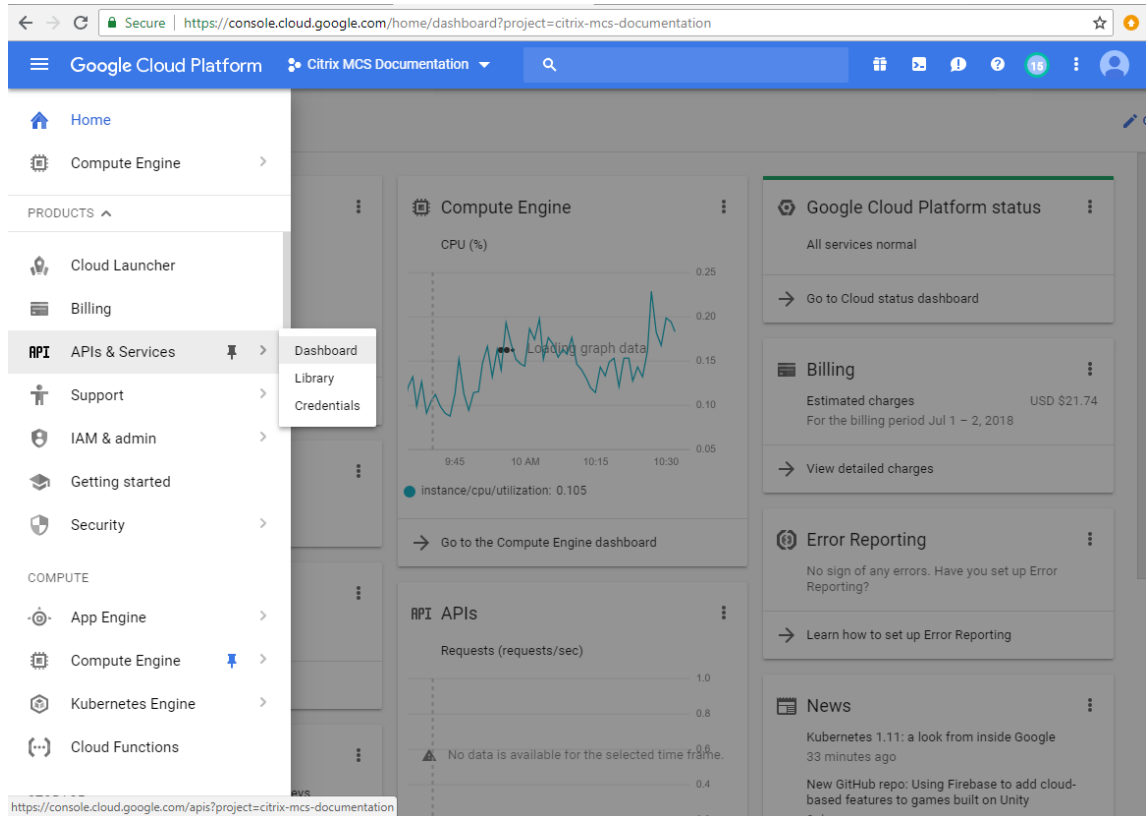 Secure https://console.cloud.google.com/home/dashboard?project=citrix-mcs-documentation
Google Cloud Platform Citrix MCS Documentation 15
Home
Compute Engine
PRODUCTS
Cloud Launcher
Billing
API APIs & Services
Support
IAM & admin
Getting started
Security
COMPUTE
App Engine
Compute Engine
Kubernetes Engine
Cloud Functions
Dashboard
Library
Credentials
Compute Engine
CPU (%)
0.25
0.20
0.15
0.10
0.05
Loading graph data
9:45 10 AM 10:15 10:30
instance/cpu/utilization: 0.105
Go to the Compute Engine dashboard
API APIs
Requests (requests/sec)
1.0
0.8
0.6
No data is available for the selected time frame.
0.4
Google Cloud Platform status
All services normal
Go to Cloud status dashboard
Billing
Estimated charges USD $21.74
For the billing period Jul 1 – 2, 2018
View detailed charges
Error Reporting
No sign of any errors. Have you set up Error
Reporting?
Learn how to set up Error Reporting
News
Kubernetes 1.11: a look from inside Google
33 minutes ago
New GitHub repo: Using Firebase to add cloud-
based features to games built on Unity
https://console.cloud.google.com/apis?project=citrix-mcs-documentation